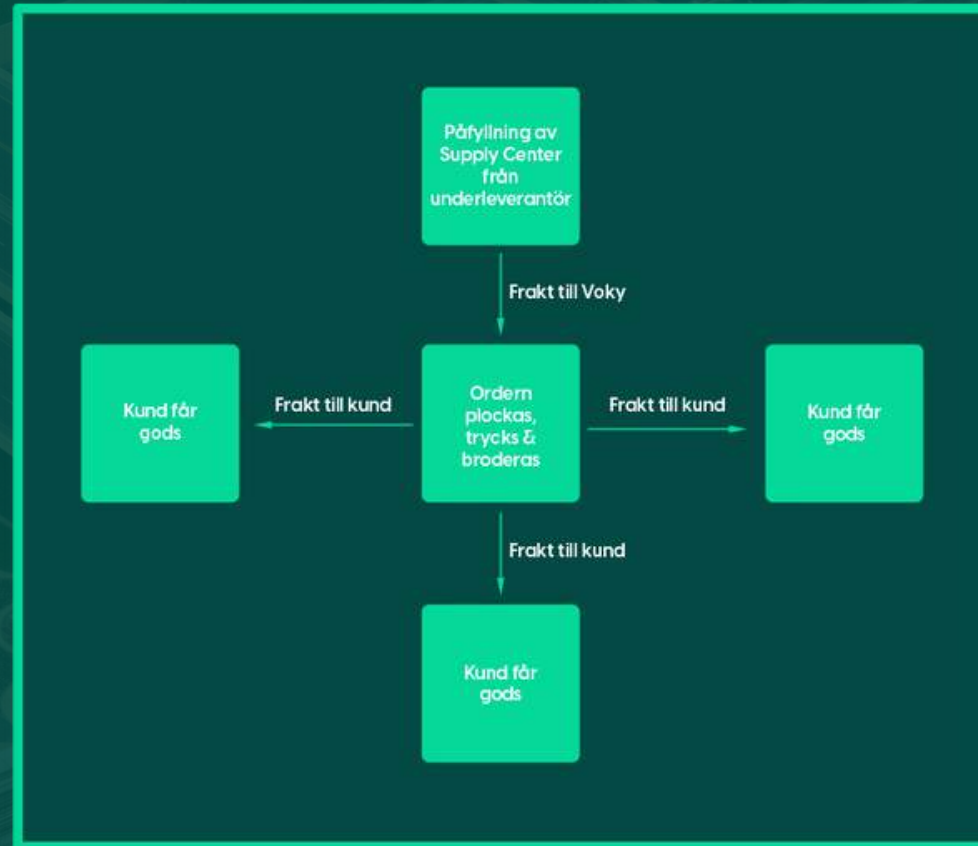 Påfyllning av
Supply Center
från
underleverantör
Frakt till Voky
Kund får
gods
Frakt till kund
Ordern
plockas,
trycks &
broderas
Frakt till kund
Kund får
gods
Frakt till kund
Kund får
gods